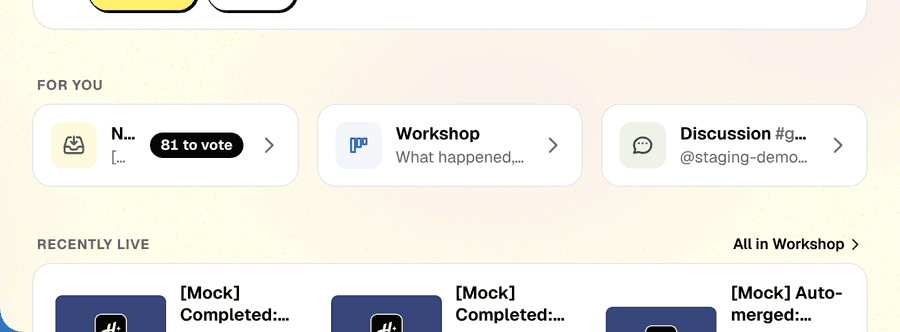 FOR YOU
N...
[...
81 to vote
Workshop
What happened,...
Discussion #g...
@staging-demo...
RECENTLY LIVE
All in Workshop
[Mock]
Completed:...
[Mock]
Completed:...
[Mock] Auto-
merged:...